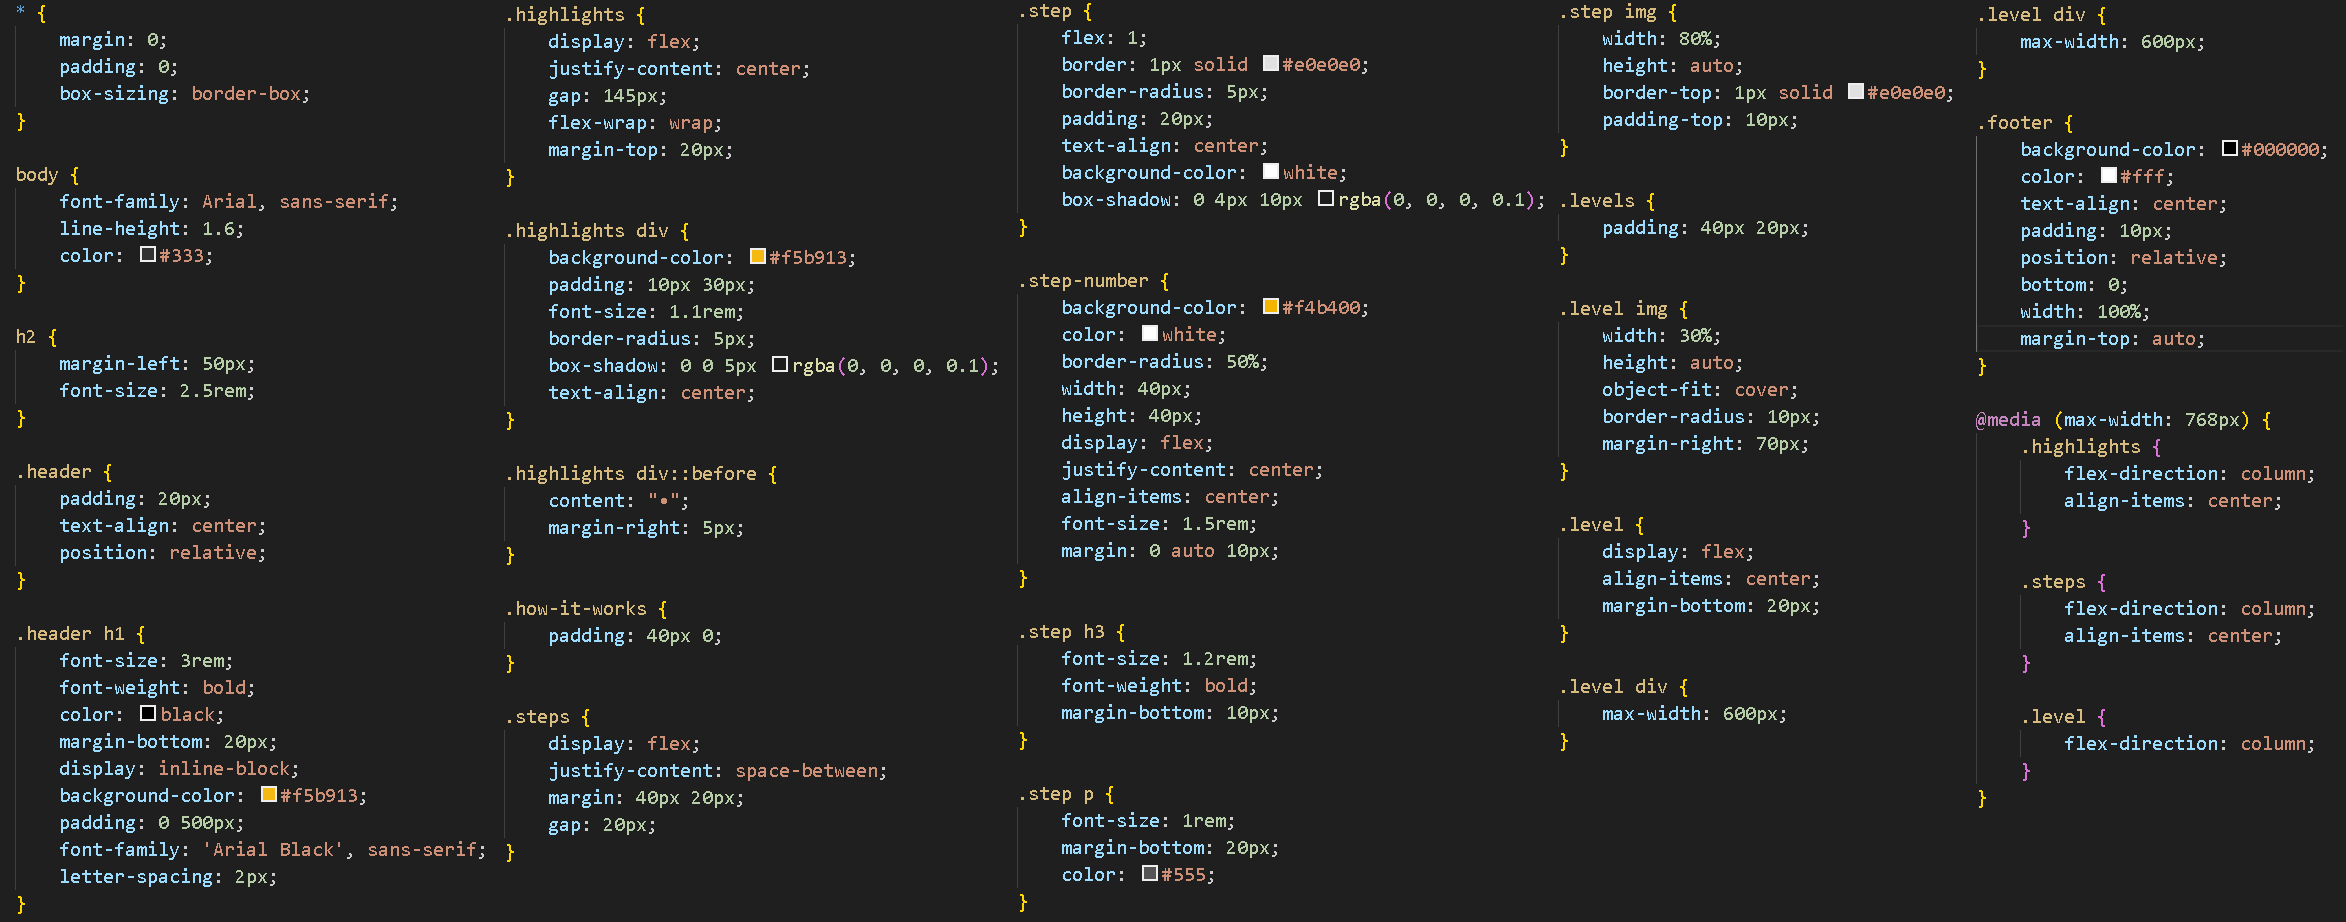 * {
    margin: 0;
    padding: 0;
    box-sizing: border-box;
}

body {
    font-family: Arial, sans-serif;
    line-height: 1.6;
    color: #333;
}

h2 {
    margin-left: 50px;
    font-size: 2.5rem;
}

.header {
    padding: 20px;
    text-align: center;
    position: relative;
}

.header h1 {
    font-size: 3rem;
    font-weight: bold;
    color: black;
    margin-bottom: 20px;
    display: inline-block;
    background-color: #f5b913;
    padding: 0 500px;
    font-family: 'Arial Black', sans-serif;
    letter-spacing: 2px;
}

.highlights {
    display: flex;
    justify-content: center;
    gap: 145px;
    flex-wrap: wrap;
    margin-top: 20px;
}

.highlights div {
    background-color: #f5b913;
    padding: 10px 30px;
    font-size: 1.1rem;
    border-radius: 5px;
    box-shadow: 0 0 5px rgba(0, 0, 0, 0.1);
    text-align: center;
}

.highlights div::before {
    content: "•";
    margin-right: 5px;
}

.how-it-works {
    padding: 40px 0;
}

.steps {
    display: flex;
    justify-content: space-between;
    margin: 40px 20px;
    gap: 20px;
}

.step {
    flex: 1;
    border: 1px solid #e0e0e0;
    border-radius: 5px;
    padding: 20px;
    text-align: center;
    background-color: white;
    box-shadow: 0 4px 10px rgba(0, 0, 0, 0.1);
}

.step-number {
    background-color: #f4b400;
    color: white;
    border-radius: 50%;
    width: 40px;
    height: 40px;
    display: flex;
    justify-content: center;
    align-items: center;
    font-size: 1.5rem;
    margin: 0 auto 10px;
}

.step h3 {
    font-size: 1.2rem;
    font-weight: bold;
    margin-bottom: 10px;
}

.step p {
    font-size: 1rem;
    margin-bottom: 20px;
    color: #555;
}

.step img {
    width: 80%;
    height: auto;
    border-top: 1px solid #e0e0e0;
    padding-top: 10px;
}

.levels {
    padding: 40px 20px;
}

.level img {
    width: 30%;
    height: auto;
    object-fit: cover;
    border-radius: 10px;
    margin-right: 70px;
}

.level {
    display: flex;
    align-items: center;
    margin-bottom: 20px;
}

.level div {
    max-width: 600px;
}

.level div {
    max-width: 600px;
}

.footer {
    background-color: #000000;
    color: #fff;
    text-align: center;
    padding: 10px;
    position: relative;
    bottom: 0;
    width: 100%;
    margin-top: auto;
}

@media (max-width: 768px) {
    .highlights {
        flex-direction: column;
        align-items: center;
    }

    .steps {
        flex-direction: column;
        align-items: center;
    }

    .level {
        flex-direction: column;
    }
}